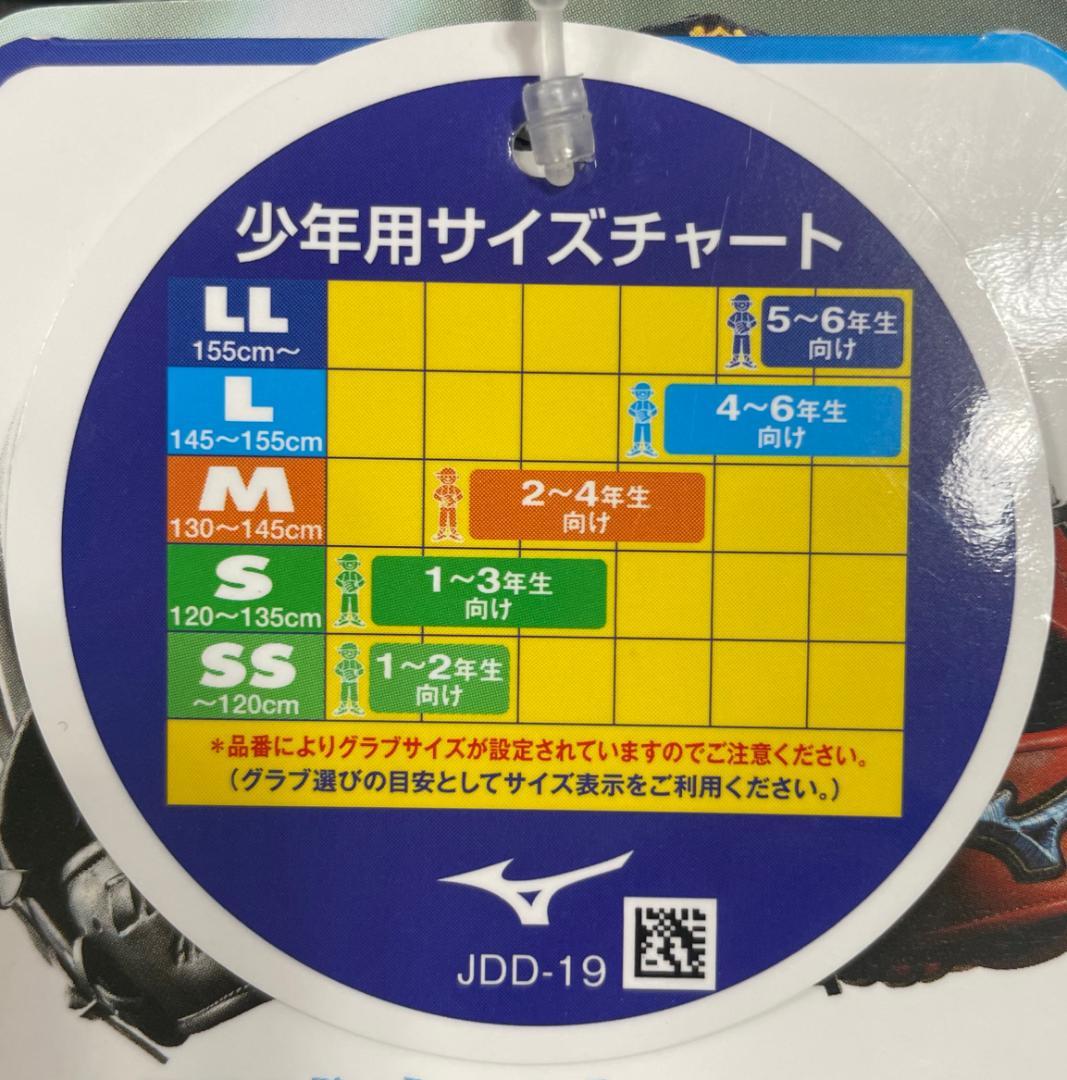 少年用サイズチャート
LL
155cm～
5～6年生
向け
L
145～155cm
4～6年生
向け
M
130～145cm
2～4年生
向け
S
120～135cm
1～3年生
向け
SS
～120cm
1～2年生
向け
＊品番によりグラブサイズが設定されていますのでご注意ください。
（グラブ選びの目安としてサイズ表示をご利用ください。）
JDD-19